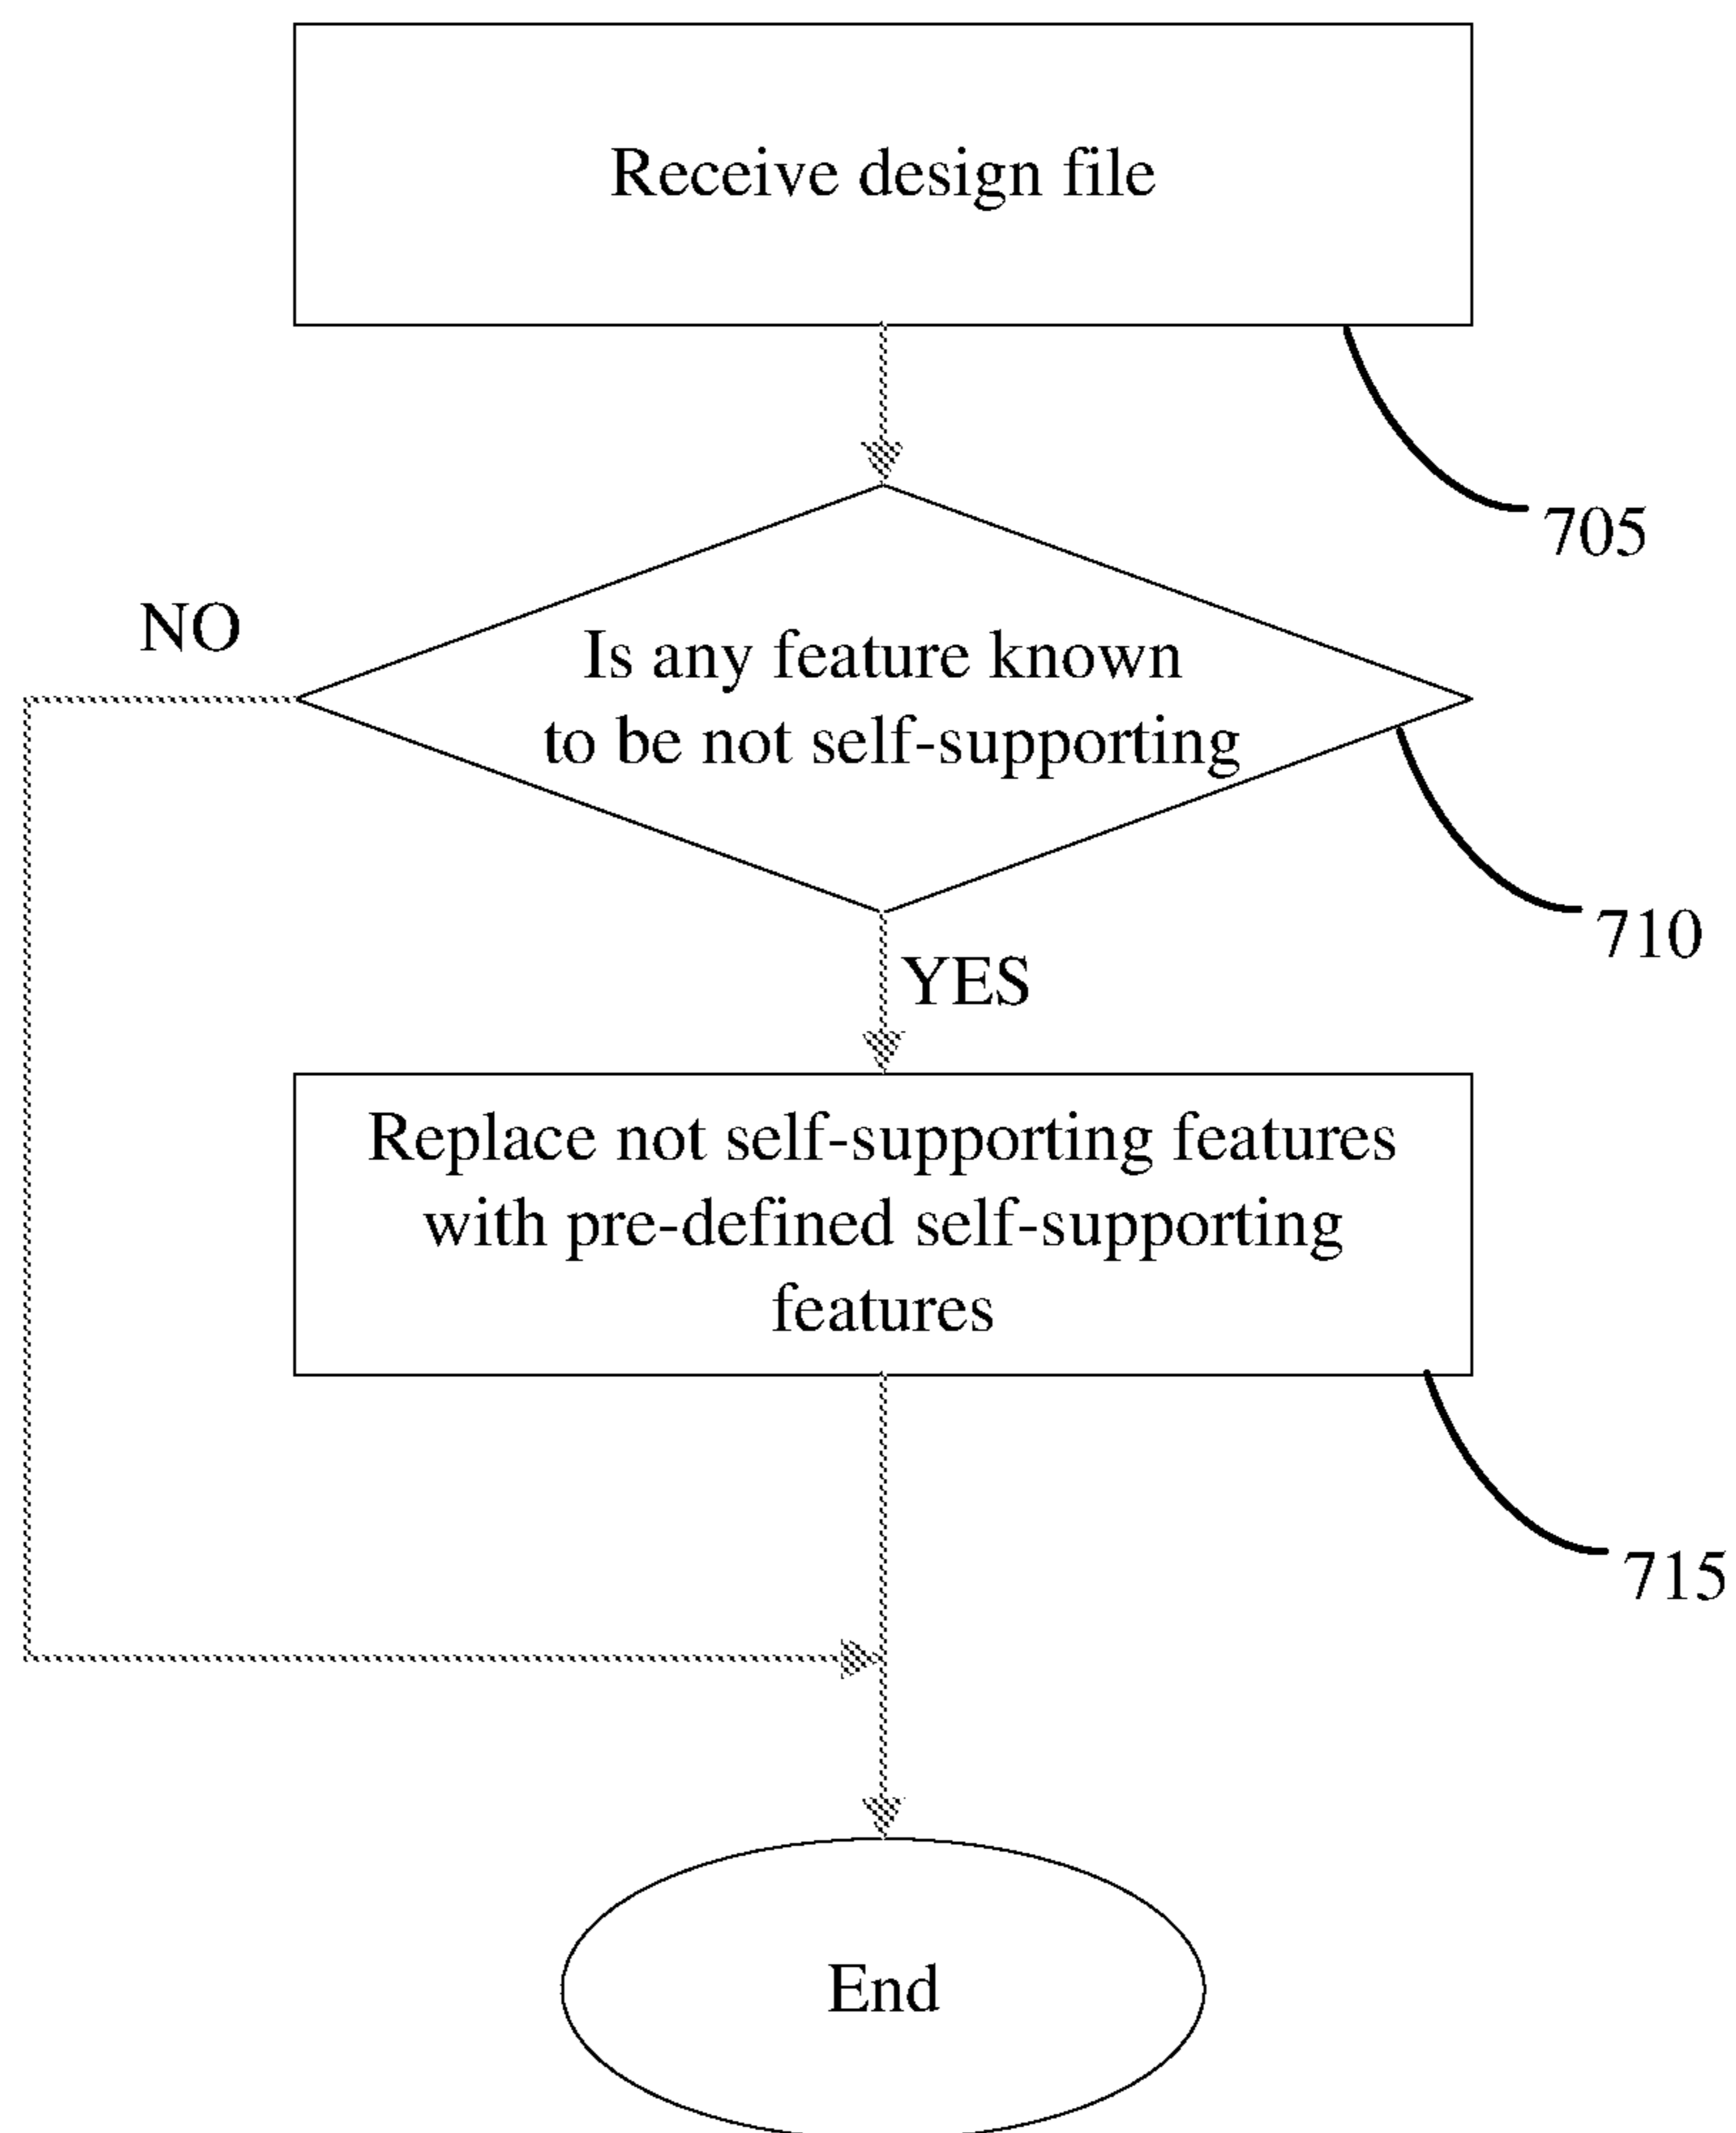 Receive design file
705
NO
Is any feature known
to be not self-supporting
710
YES
Replace not self-supporting features
with pre-defined self-supporting
features
715
End